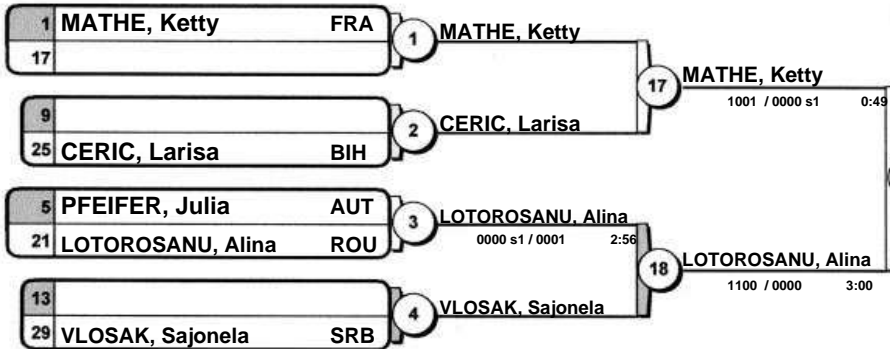 1 MATHE, Ketty FRA
17
1 MATHE, Ketty
17 MATHE, Ketty
1001 / 0000 s1 0:49
9
25 CERIC, Larisa BIH
2 CERIC, Larisa
5 PFEIFER, Julia AUT
21 LOTOROSANU, Alina ROU
3 LOTOROSANU, Alina
0000 s1 / 0001 2:56
18 LOTOROSANU, Alina
1100 / 0000 3:00
13
29 VLOSAK, Sajonela SRB
4 VLOSAK, Sajonela